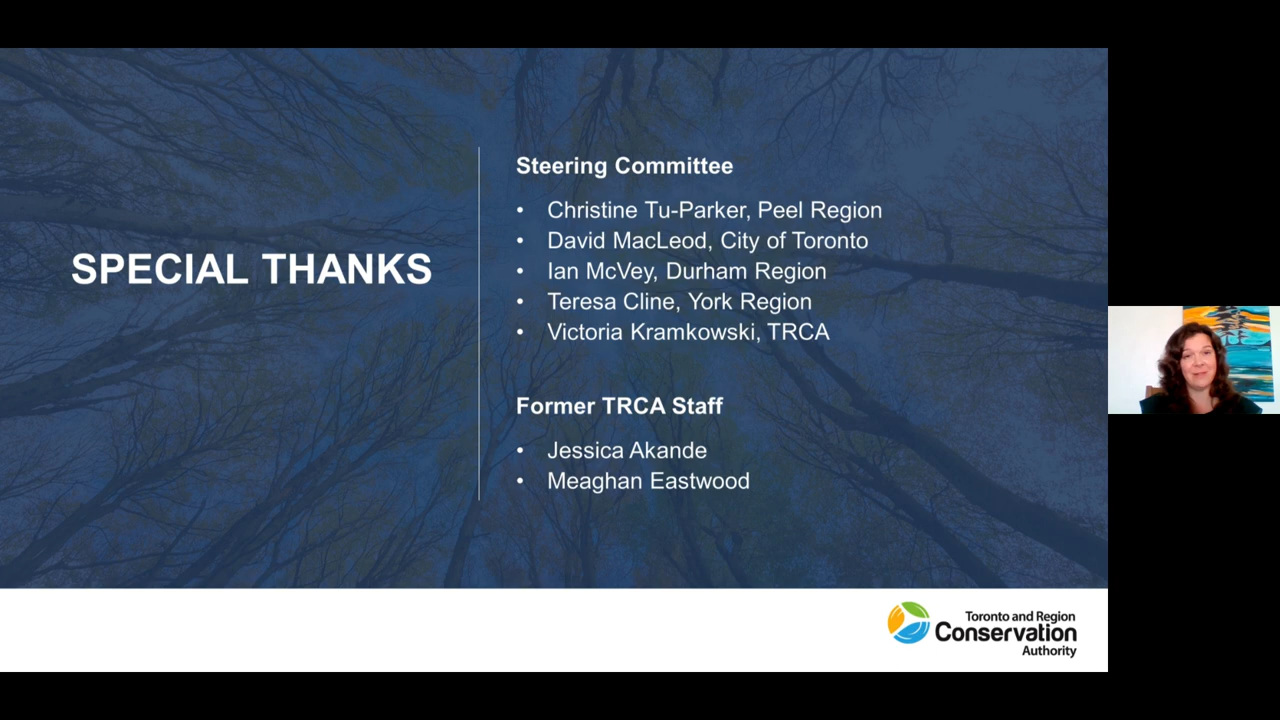 SPECIAL THANKS
Steering Committee
• Christine Tu-Parker, Peel Region
• David MacLeod, City of Toronto
• Ian McVey, Durham Region
• Teresa Cline, York Region
• Victoria Kramkowski, TRCA
Former TRCA Staff
• Jessica Akande
• Meaghan Eastwood
Toronto and Region
Conservation
Authority